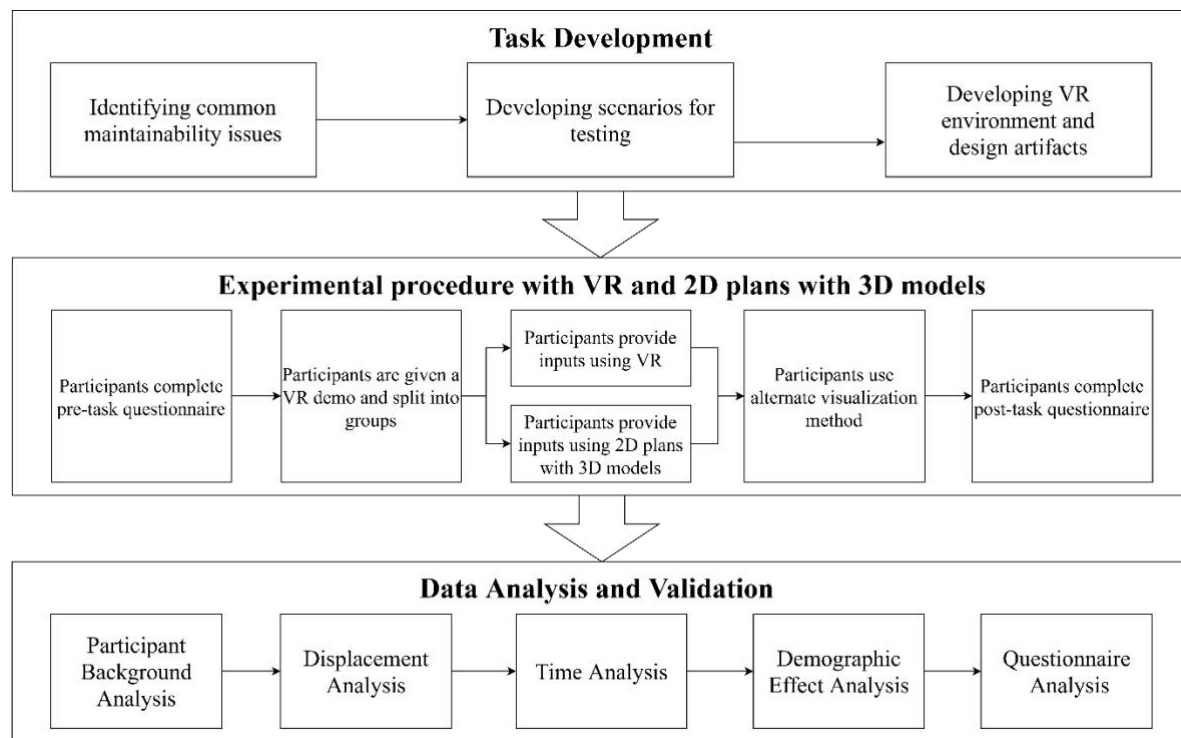 Task Development
Identifying common
maintainability issues
Developing scenarios for
testing
Developing VR
environment and
design artifacts
Experimental procedure with VR and 2D plans with 3D models
Participants complete
pre-task questionnaire
Participants are given a
VR demo and split into
groups
Participants provide
inputs using VR
Participants provide
inputs using 2D plans
with 3D models
Participants use
alternate visualization
method
Participants complete
post-task questionnaire
Data Analysis and Validation
Participant
Background
Analysis
Displacement
Analysis
Time Analysis
Demographic
Effect Analysis
Questionnaire
Analysis